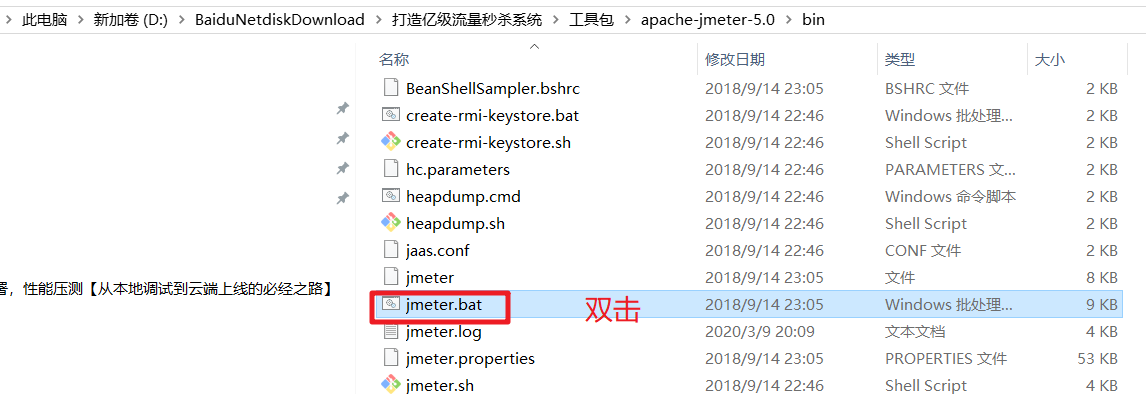 此电脑 > 新加卷 (D:) > BaiduNetdiskDownload > 打造亿级流量秒杀系统 > 工具包 > apache-jmeter-5.0 > bin
名称 修改日期 类型 大小
BeanShellSampler.bshrc 2018/9/14 23:05 BSHRC 文件 2 KB
create-rmi-keystore.bat 2018/9/14 22:46 Windows 批处理... 2 KB
create-rmi-keystore.sh 2018/9/14 22:46 Shell Script 2 KB
hc.parameters 2018/9/14 22:46 PARAMETERS 文... 2 KB
heapdump.cmd 2018/9/14 22:46 Windows 命令脚本 2 KB
heapdump.sh 2018/9/14 22:46 Shell Script 2 KB
jaas.conf 2018/9/14 22:46 CONF 文件 2 KB
jmeter 2018/9/14 23:05 文件 8 KB
，性能压测【从本地调试到云端上线的必经之路】
jmeter.bat 双击 2018/9/14 23:05 Windows 批处理... 9 KB
jmeter.log 2020/3/9 20:09 文本文档 4 KB
jmeter.properties 2018/9/14 23:05 PROPERTIES 文件 53 KB
jmeter.sh 2018/9/14 22:46 Shell Script 4 KB